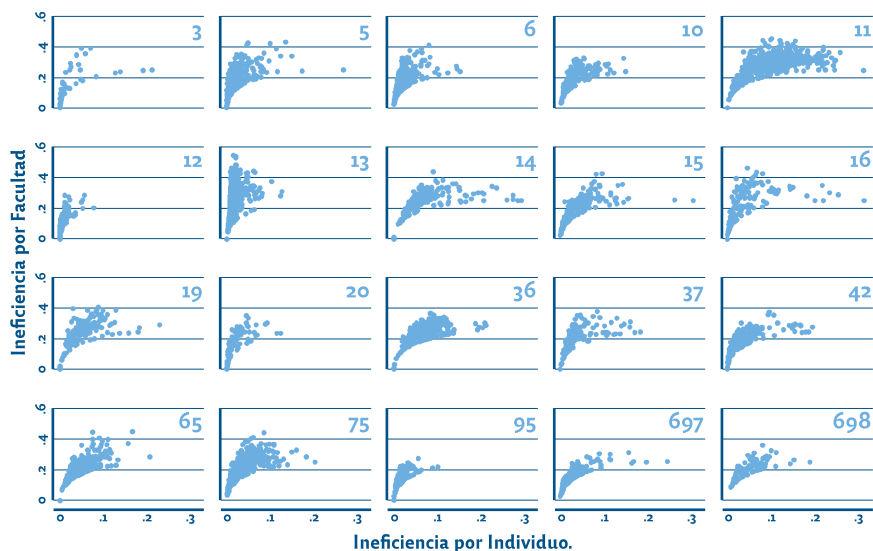 Ineficiencia por Facultad
.6 3 5 6 10 11
.4
.2
0
.6 12 13 14 15 16
.4
.2
0
.6 19 20 36 37 42
.4
.2
0
.6 65 75 95 697 698
.4
.2
0
0 .1 .2 .3 0 .1 .2 .3 0 .1 .2 .3 0 .1 .2 .3 0 .1 .2 .3
Ineficiencia por Individuo.